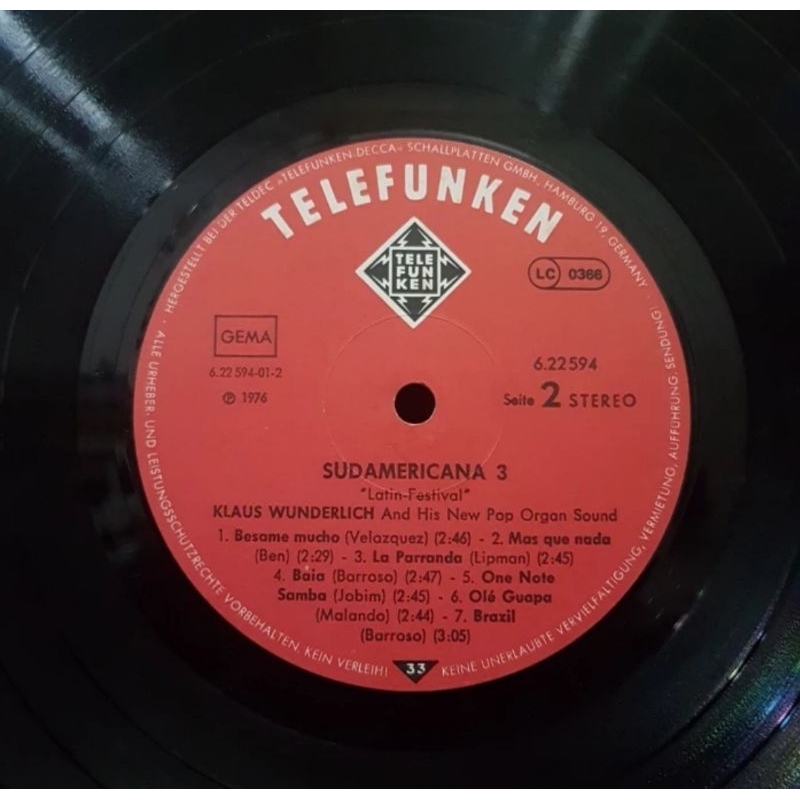 HERGESTELLT BEI DER TELDEC »TELEFUNKEN DECCA« SCHALLPLATTEN GMBH, HAMBURG 19, GERMANY ·
TELEFUNKEN
TELE
FUN
KEN
LC 0366
GEMA
6.22594-01-2
℗ 1976
6.22594
Seite 2 STEREO
SUDAMERICANA 3
"Latin-Festival"
KLAUS WUNDERLICH And His New Pop Organ Sound
1. Besame mucho (Velazquez) (2:46) - 2. Mas que nada
(Ben) (2:29) - 3. La Parranda (Lipman) (2:45)
4. Baia (Barroso) (2:47) - 5. One Note
Samba (Jobim) (2:45) - 6. Olé Guapa
(Malando) (2:44) - 7. Brazil
(Barroso) (3:05)
33
· ALLE URHEBER- UND LEISTUNGSSCHUTZRECHTE VORBEHALTEN. KEIN VERLEIH!
KEINE UNERLAUBTE VERVIELFÄLTIGUNG, VERMIETUNG, AUFFÜHRUNG, SENDUNG!